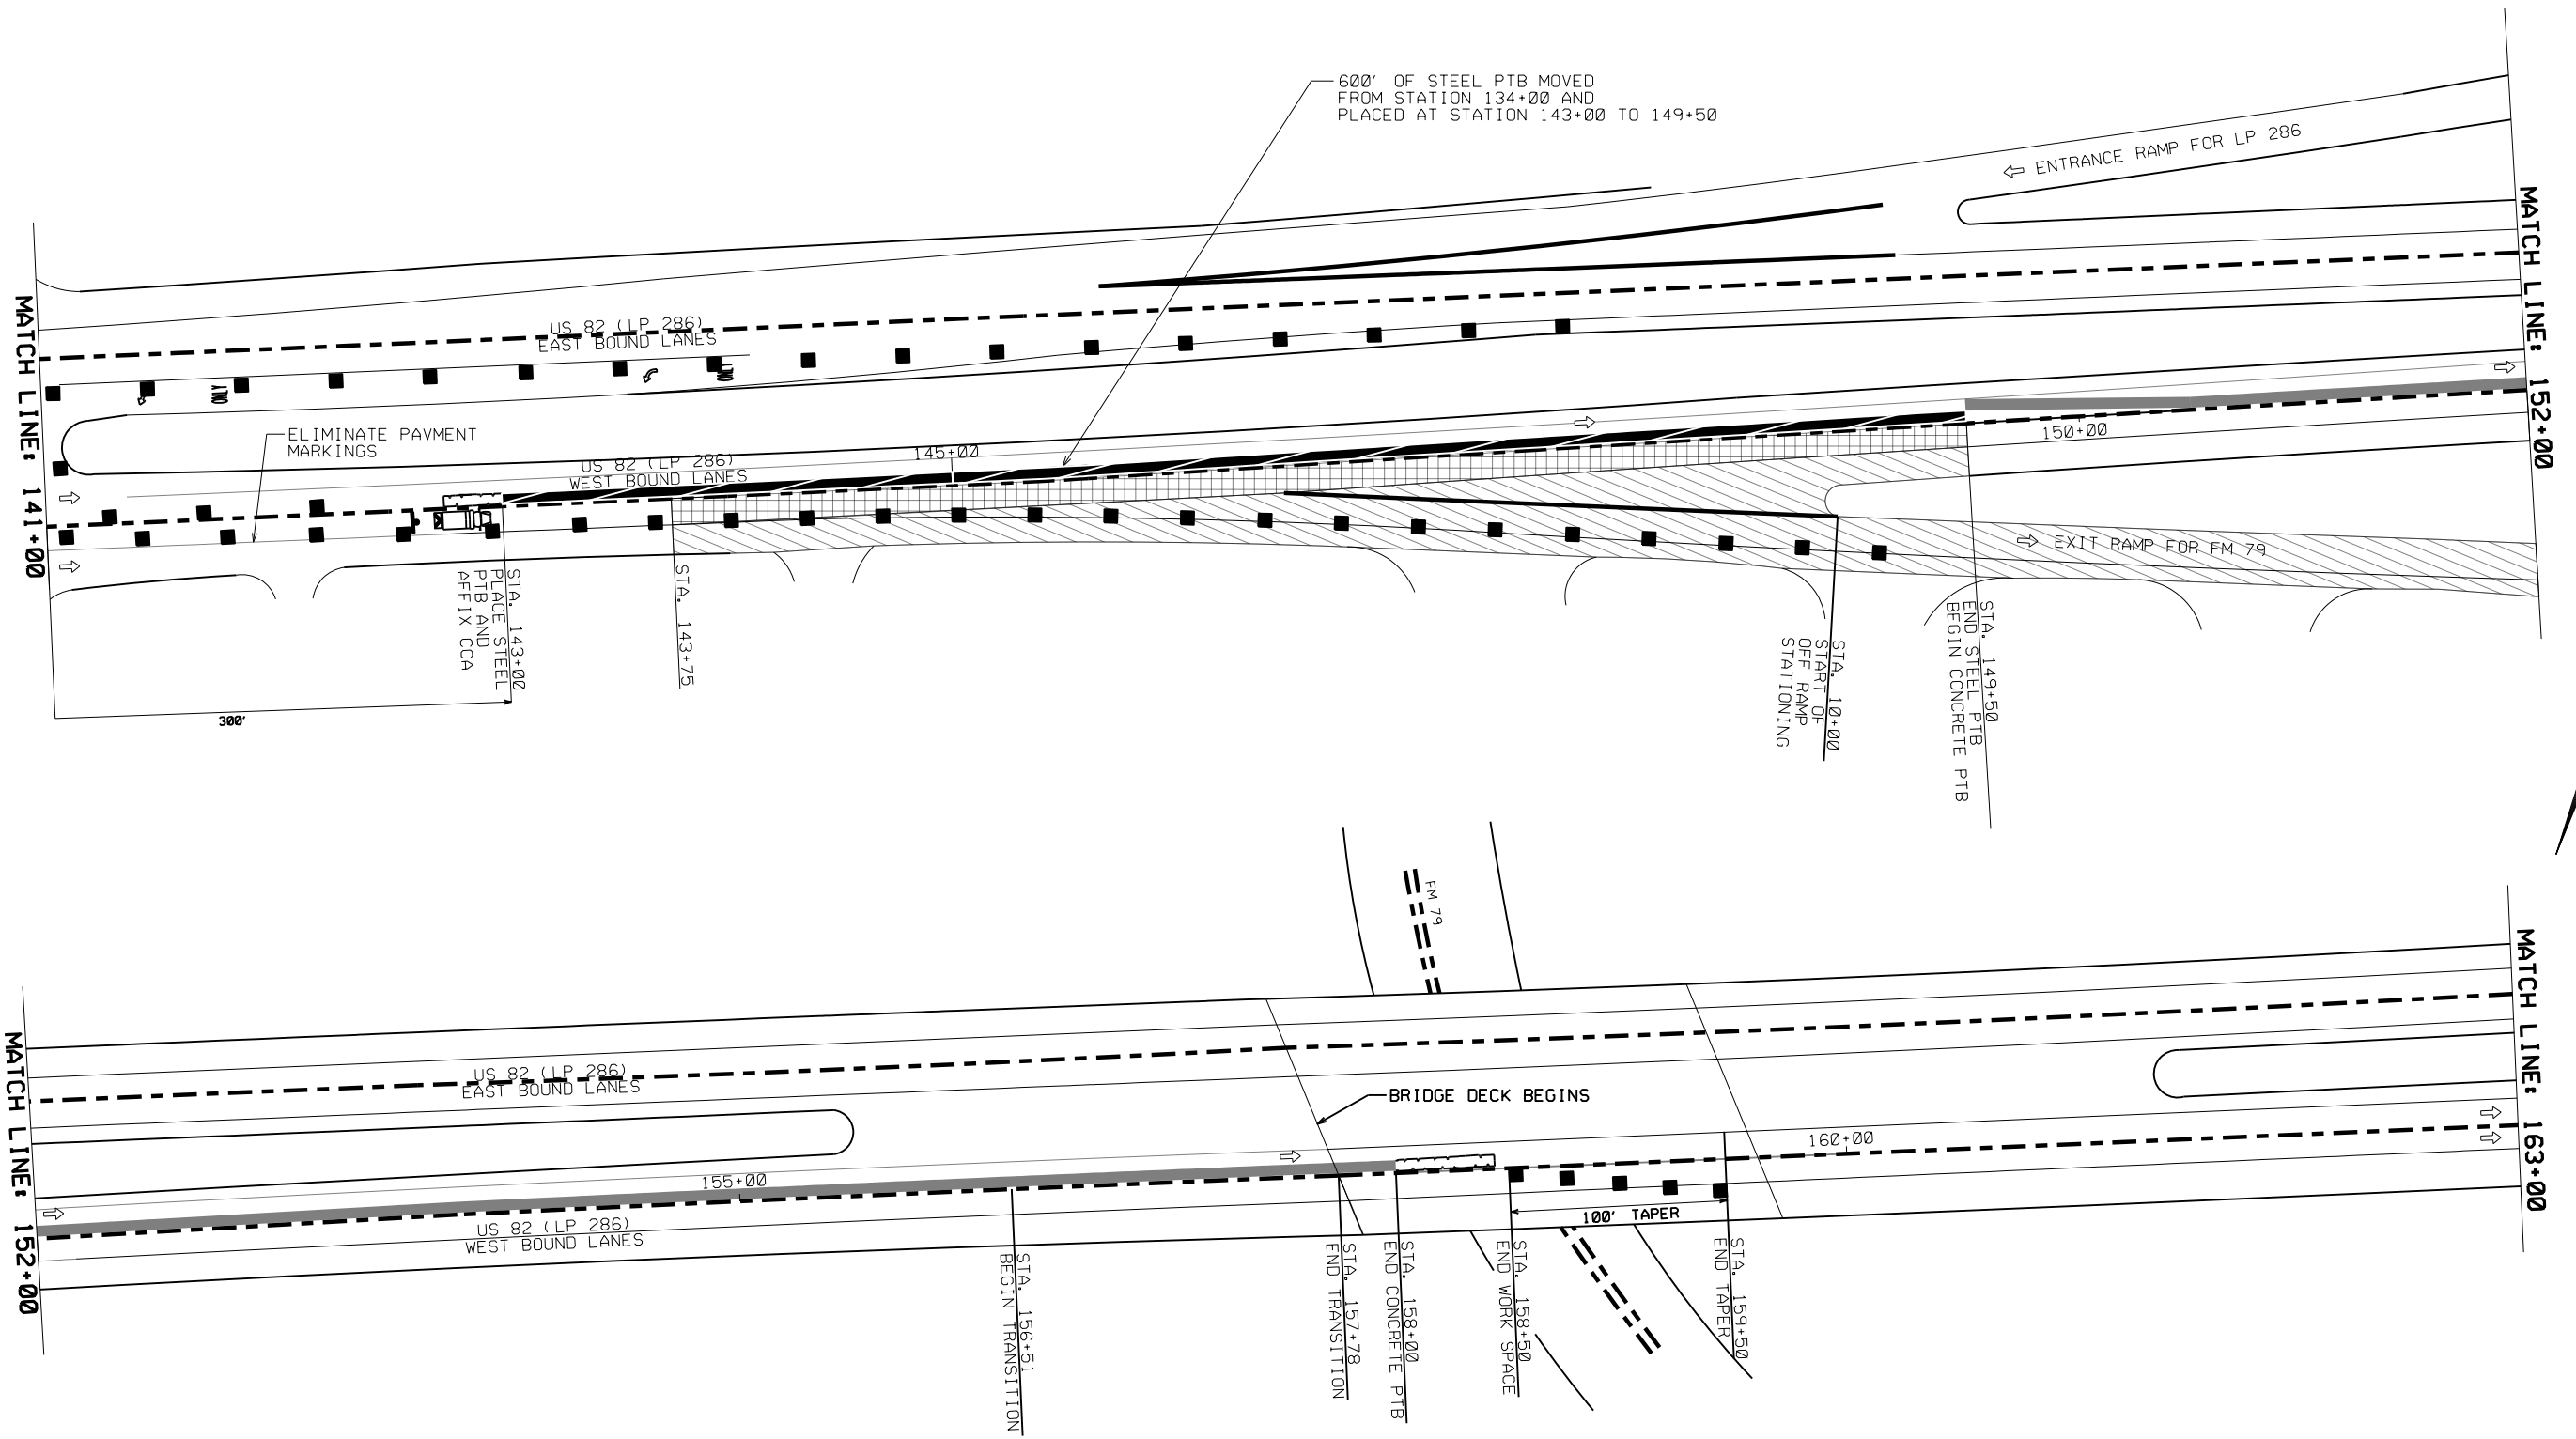 600' OF STEEL PTB MOVED
FROM STATION 134+00 AND
PLACED AT STATION 143+00 TO 149+50
ENTRANCE RAMP FOR LP 286
MATCH LINE: 141+00
MATCH LINE: 152+00
US 82 (LP 286)
EAST BOUND LANES
ONLY
ONLY
ELIMINATE PAVMENT
MARKINGS
US 82 (LP 286)
WEST BOUND LANES
145+00
150+00
EXIT RAMP FOR FM 79
STA. 143+00
PLACE STEEL
PTB AND
AFFIX CCA
STA. 143+75
STA. 10+00
START OF
OFF RAMP
STATIONING
STA. 149+50
END STEEL PTB
BEGIN CONCRETE PTB
300'
FM 79
MATCH LINE: 152+00
MATCH LINE: 163+00
US 82 (LP 286)
EAST BOUND LANES
BRIDGE DECK BEGINS
155+00
160+00
US 82 (LP 286)
WEST BOUND LANES
100' TAPER
STA. 156+51
BEGIN TRANSITION
STA. 157+78
END TRANSITION
STA. 158+00
END CONCRETE PTB
STA. 158+50
END WORK SPACE
STA. 159+50
END TAPER